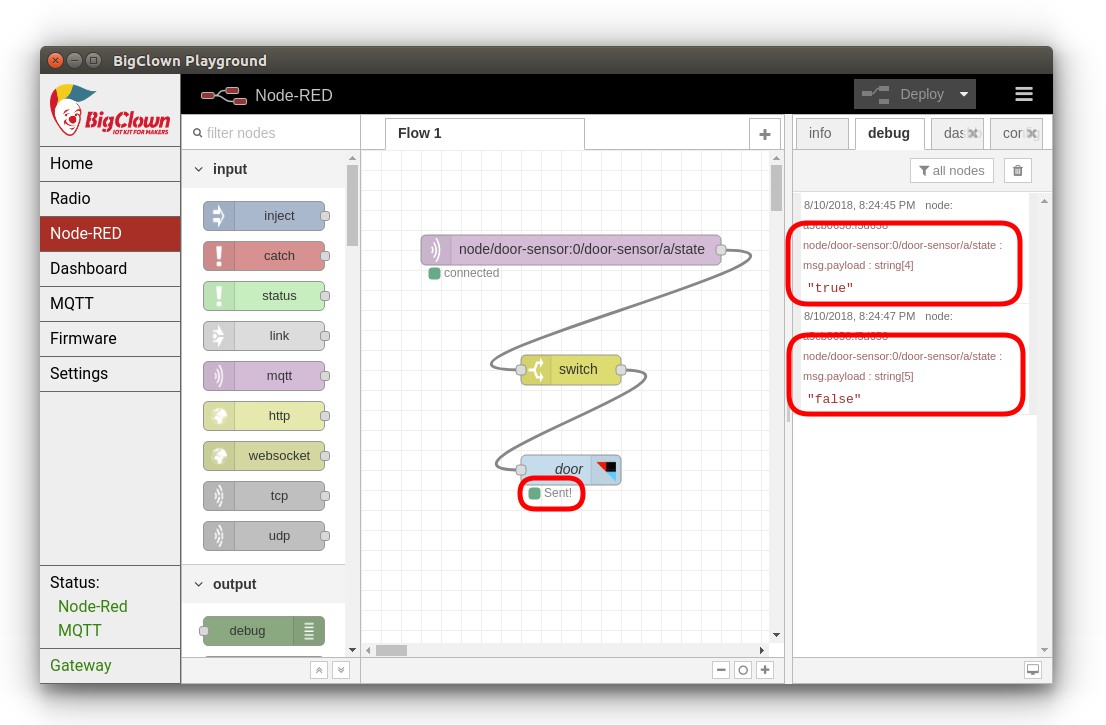 BigClown Playground
BigClown
IOT KIT FOR MAKERS
Home
Radio
Node-RED
Dashboard
MQTT
Firmware
Settings
Status:
Node-Red
MQTT
Gateway
Node-RED
Deploy
filter nodes
input
inject
catch
status
link
mqtt
http
websocket
tcp
udp
output
debug
Flow 1
node/door-sensor:0/door-sensor/a/state
connected
switch
door
Sent!
info
debug
das
con
all nodes
8/10/2018, 8:24:45 PM node:
node/door-sensor:0/door-sensor/a/state :
msg.payload : string[4]
"true"
8/10/2018, 8:24:47 PM node:
node/door-sensor:0/door-sensor/a/state :
msg.payload : string[5]
"false"